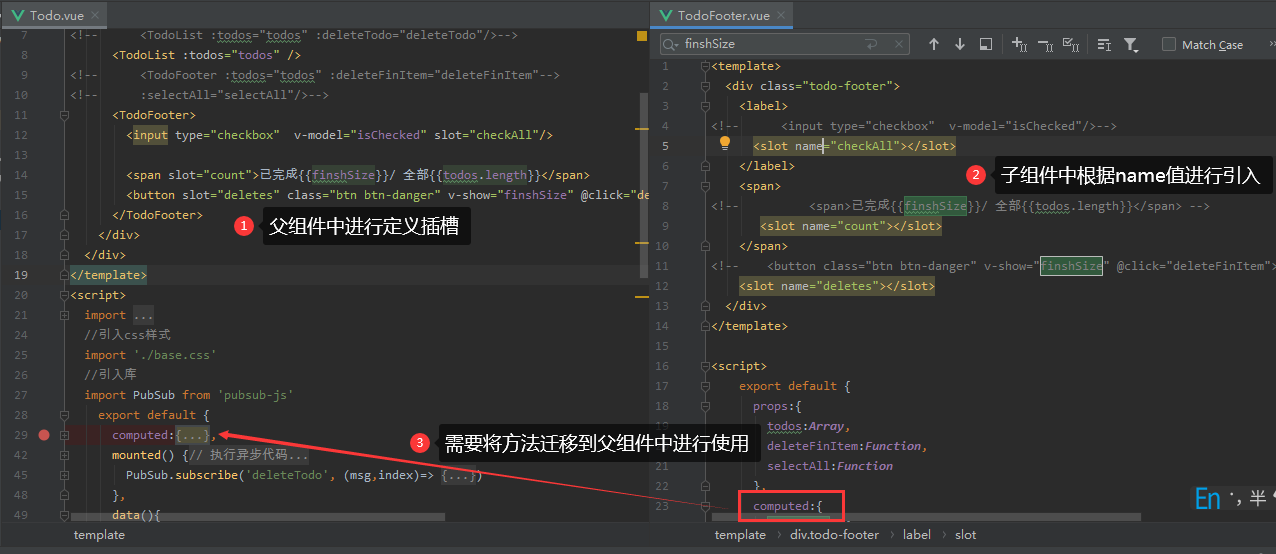 Todo.vue
7 <!-- <TodoList :todos="todos" :deleteTodo="deleteTodo"/>-->
8 <TodoList :todos="todos" />
9 <!-- <TodoFooter :todos="todos" :deleteFinItem="deleteFinItem"-->
10 <!-- :selectAll="selectAll"/>-->
11 <TodoFooter>
12 <input type="checkbox" v-model="isChecked" slot="checkAll"/>
13
14 <span slot="count">已完成{{finshSize}}/ 全部{{todos.length}}</span>
15 <button slot="deletes" class="btn btn-danger" v-show="finshSize" @click="de
16 </TodoFooter>
1 父组件中进行定义插槽
17 </div>
18 </div>
19 </template>
20 <script>
21 import ...
24 //引入css样式
25 import './base.css'
26 //引入库
27 import PubSub from 'pubsub-js'
28 export default {
29 computed:{...},
3 需要将方法迁移到父组件中进行使用
42 mounted() {// 执行异步代码...
45 PubSub.subscribe('deleteTodo', (msg,index)=> {...})
48 },
49 data(){
template
TodoFooter.vue
finshSize
Match Case
1 <template>
2 <div class="todo-footer">
3 <label>
4 <!-- <input type="checkbox" v-model="isChecked"/>-->
5 <slot name="checkAll"></slot>
6 </label>
2 子组件中根据name值进行引入
7 <span>
8 <!-- <span>已完成{{finshSize}}/ 全部{{todos.length}}</span> -->
9 <slot name="count"></slot>
10 </span>
11 <!-- <button class="btn btn-danger" v-show="finshSize" @click="deleteFinItem">
12 <slot name="deletes"></slot>
13 </div>
14 </template>
15
16 <script>
17 export default {
18 props:{
19 todos:Array,
20 deleteFinItem:Function,
21 selectAll:Function
22 },
23 computed:{
En
半
template > div.todo-footer > label > slot